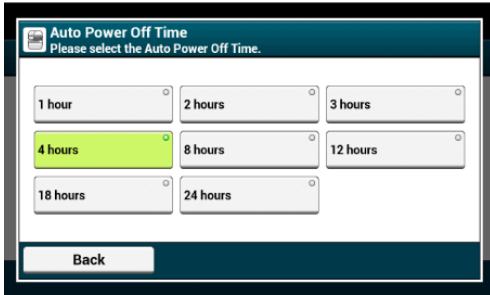 Auto Power Off Time
Please select the Auto Power Off Time.
1 hour
2 hours
3 hours
4 hours
8 hours
12 hours
18 hours
24 hours
Back